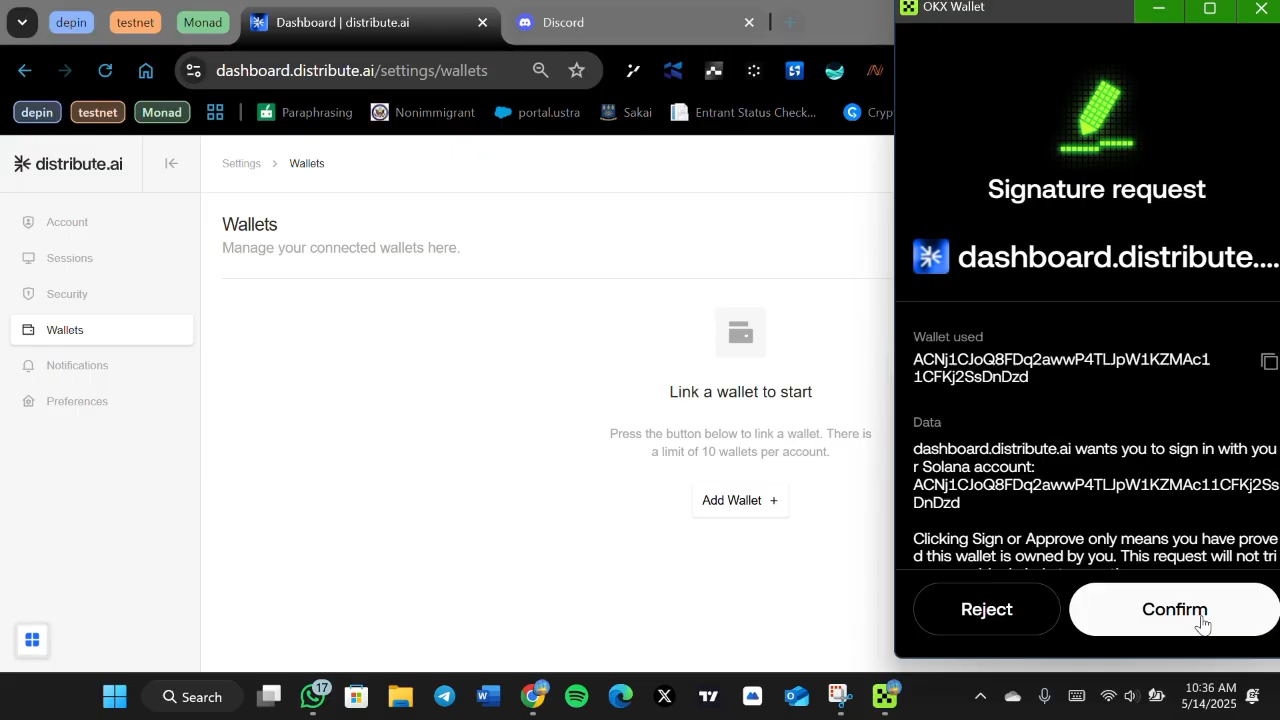 depin
testnet
Monad
Dashboard | distribute.ai
Discord
OKX Wallet
dashboard.distribute.ai/settings/wallets
depin
testnet
Monad
Paraphrasing
Nonimmigrant
portal.ustra
Sakai
Entrant Status Check...
Cryp
distribute.ai
Settings > Wallets
Account
Sessions
Security
Wallets
Notifications
Preferences
Wallets
Manage your connected wallets here.
Link a wallet to start
Press the button below to link a wallet. There is
a limit of 10 wallets per account.
Add Wallet +
Signature request
dashboard.distribute....
Wallet used
ACNj1CJoQ8FDq2awwP4TLJpW1KZMAc1
1CFKj2SsDnDzd
Data
dashboard.distribute.ai wants you to sign in with you
r Solana account:
ACNj1CJoQ8FDq2awwP4TLJpW1KZMAc11CFKj2Ss
DnDzd
Clicking Sign or Approve only means you have prove
d this wallet is owned by you. This request will not tri
Reject
Confirm
Search
17
10:36 AM
5/14/2025